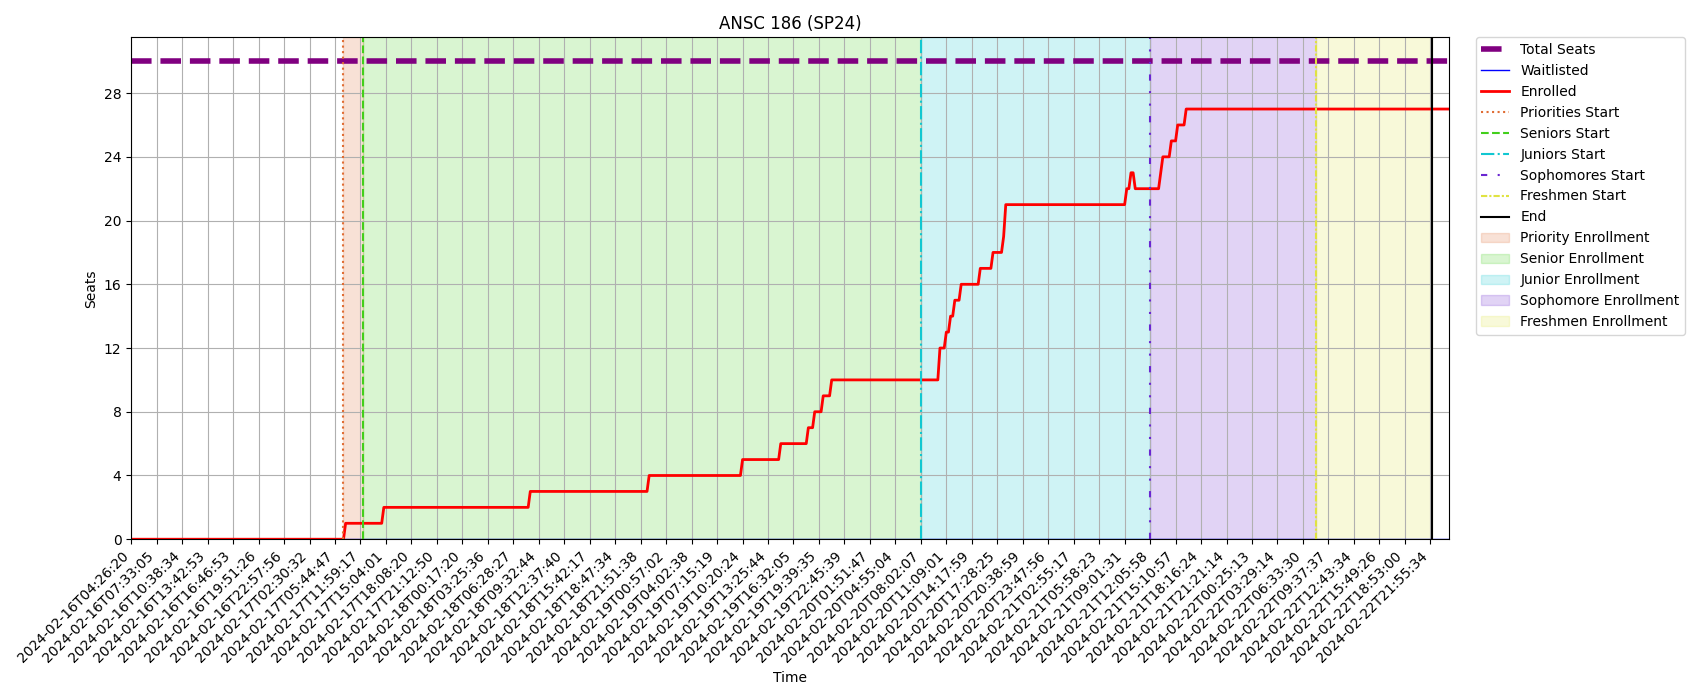 ANSC 186 (SP24)
Seats
28
24
20
16
12
8
4
0
2024-02-16T04:26:20
2024-02-16T07:33:05
2024-02-16T10:38:34
2024-02-16T13:42:53
2024-02-16T16:46:53
2024-02-16T19:51:26
2024-02-16T22:57:56
2024-02-17T02:30:32
2024-02-17T05:44:47
2024-02-17T11:59:17
2024-02-17T15:04:01
2024-02-17T18:08:20
2024-02-17T21:12:50
2024-02-18T00:17:20
2024-02-18T03:25:36
2024-02-18T06:28:27
2024-02-18T09:32:44
2024-02-18T12:37:40
2024-02-18T15:42:17
2024-02-18T18:47:34
2024-02-18T21:51:38
2024-02-19T00:57:02
2024-02-19T04:02:38
2024-02-19T07:15:19
2024-02-19T10:20:24
2024-02-19T13:25:44
2024-02-19T16:32:05
2024-02-19T19:39:35
2024-02-19T22:45:39
2024-02-20T01:51:47
2024-02-20T04:55:04
2024-02-20T08:02:07
2024-02-20T11:09:01
2024-02-20T14:17:59
2024-02-20T17:28:25
2024-02-20T20:38:59
2024-02-20T23:47:56
2024-02-21T02:55:17
2024-02-21T05:58:23
2024-02-21T09:01:31
2024-02-21T12:05:58
2024-02-21T15:10:57
2024-02-21T18:16:24
2024-02-21T21:21:14
2024-02-22T00:25:13
2024-02-22T03:29:14
2024-02-22T06:33:30
2024-02-22T09:37:37
2024-02-22T12:43:34
2024-02-22T15:49:26
2024-02-22T18:53:00
2024-02-22T21:55:34
Time
Total Seats
Waitlisted
Enrolled
Priorities Start
Seniors Start
Juniors Start
Sophomores Start
Freshmen Start
End
Priority Enrollment
Senior Enrollment
Junior Enrollment
Sophomore Enrollment
Freshmen Enrollment